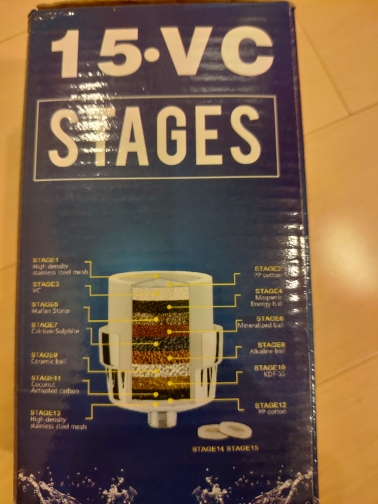 15·VC
STAGES
STAGE1
High density
stainless steel mesh
STAGE2
PP cotton
STAGE3
VC
STAGE4
Magnetic
Energy ball
STAGE5
Maifan Stone
STAGE6
Mineralized ball
STAGE7
Calcium Sulphite
STAGE8
Alkaline ball
STAGE9
Ceramic ball
STAGE10
KDF-55
STAGE11
Coconut
Activated carbon
STAGE12
PP cotton
STAGE13
High density
stainless steel mesh
STAGE14 STAGE15